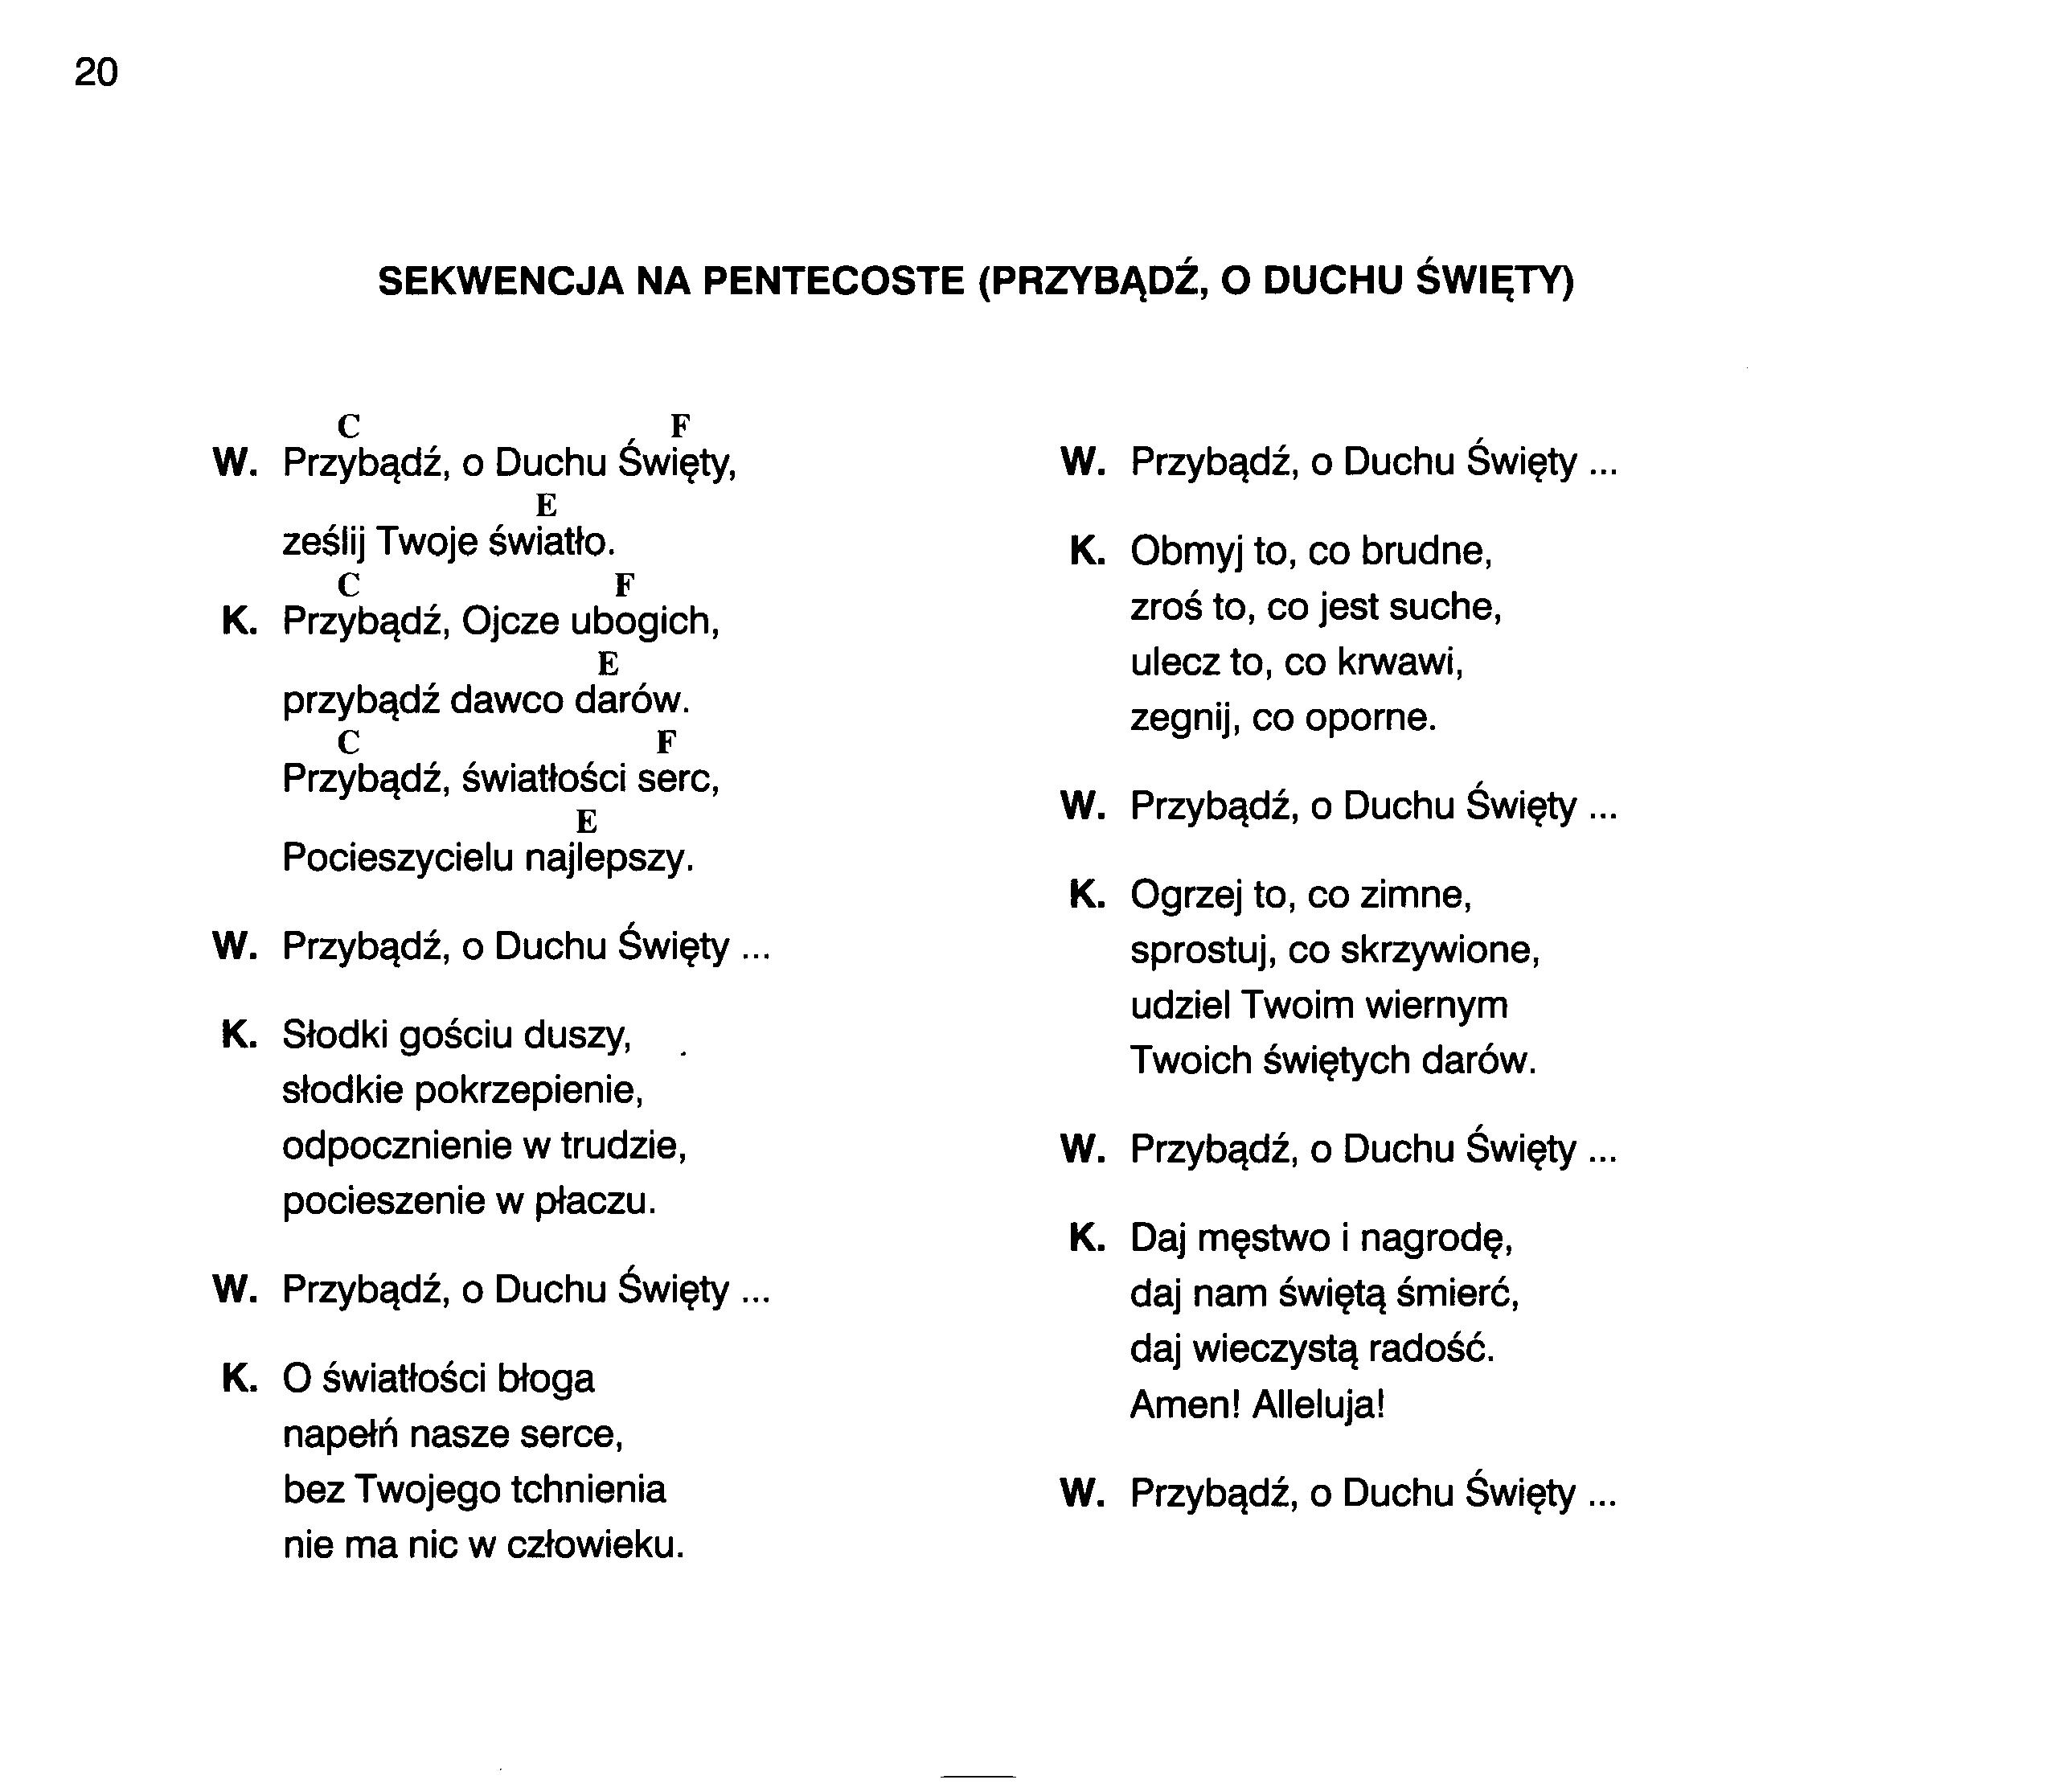 20
SEKWENCJA NA PENTECOSTE (PRZYBĄDŹ, O DUCHU ŚWIĘTY)
C F
W. Przybądź, o Duchu Święty,
E
ześlij Twoje światło.
C F
K. Przybądź, Ojcze ubogich,
E
przybądź dawco darów.
C F
Przybądź, światłości serc,
E
Pocieszycielu najlepszy.
W. Przybądź, o Duchu Święty ...
K. Słodki gościu duszy,
słodkie pokrzepienie,
odpocznienie w trudzie,
pocieszenie w płaczu.
W. Przybądź, o Duchu Święty ...
K. O światłości błoga
napełń nasze serce,
bez Twojego tchnienia
nie ma nic w człowieku.
W. Przybądź, o Duchu Święty ...
K. Obmyj to, co brudne,
zroś to, co jest suche,
ulecz to, co krwawi,
zegnij, co oporne.
W. Przybądź, o Duchu Święty ...
K. Ogrzej to, co zimne,
sprostuj, co skrzywione,
udziel Twoim wiernym
Twoich świętych darów.
W. Przybądź, o Duchu Święty ...
K. Daj męstwo i nagrodę,
daj nam świętą śmierć,
daj wieczystą radość.
Amen! Alleluja!
W. Przybądź, o Duchu Święty ...